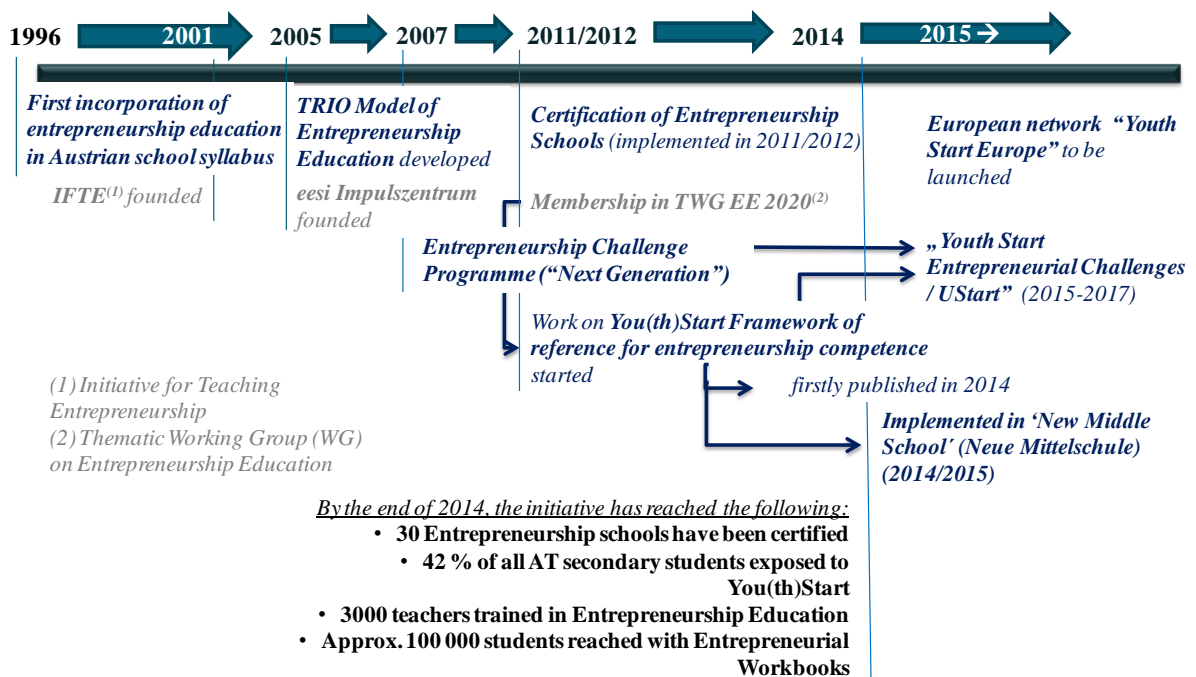 1996 2001 2005 2007 2011/2012 2014 2015 →
First incorporation of
entrepreneurship education
in Austrian school syllabus
IFTE(1) founded
TRIO Model of
Entrepreneurship
Education developed
eesi Impulszentrum
founded
Certification of Entrepreneurship
Schools (implemented in 2011/2012)
Membership in TWG EE 2020(2)
European network “Youth
Start Europe” to be
launched
Entrepreneurship Challenge
Programme (“Next Generation”)
„Youth Start
Entrepreneurial Challenges
/ UStart” (2015-2017)
Work on You(th)Start Framework of
reference for entrepreneurship competence
started
firstly published in 2014
Implemented in ‘New Middle
School´ (Neue Mittelschule)
(2014/2015)
(1) Initiative for Teaching
Entrepreneurship
(2) Thematic Working Group (WG)
on Entrepreneurship Education
By the end of 2014, the initiative has reached the following:
• 30 Entrepreneurship schools have been certified
• 42 % of all AT secondary students exposed to
You(th)Start
• 3000 teachers trained in Entrepreneurship Education
• Approx. 100 000 students reached with Entrepreneurial
Workbooks